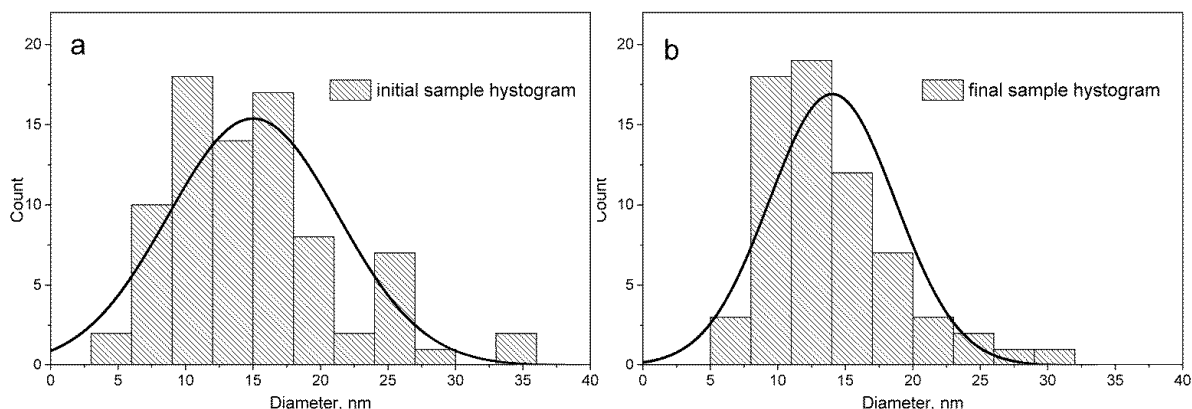 a
initial sample hystogram
Count
20
15
10
5
0
0 5 10 15 20 25 30 35 40
Diameter, nm
b
final sample hystogram
Count
20
15
10
5
0
0 5 10 15 20 25 30 35 40
Diameter, nm